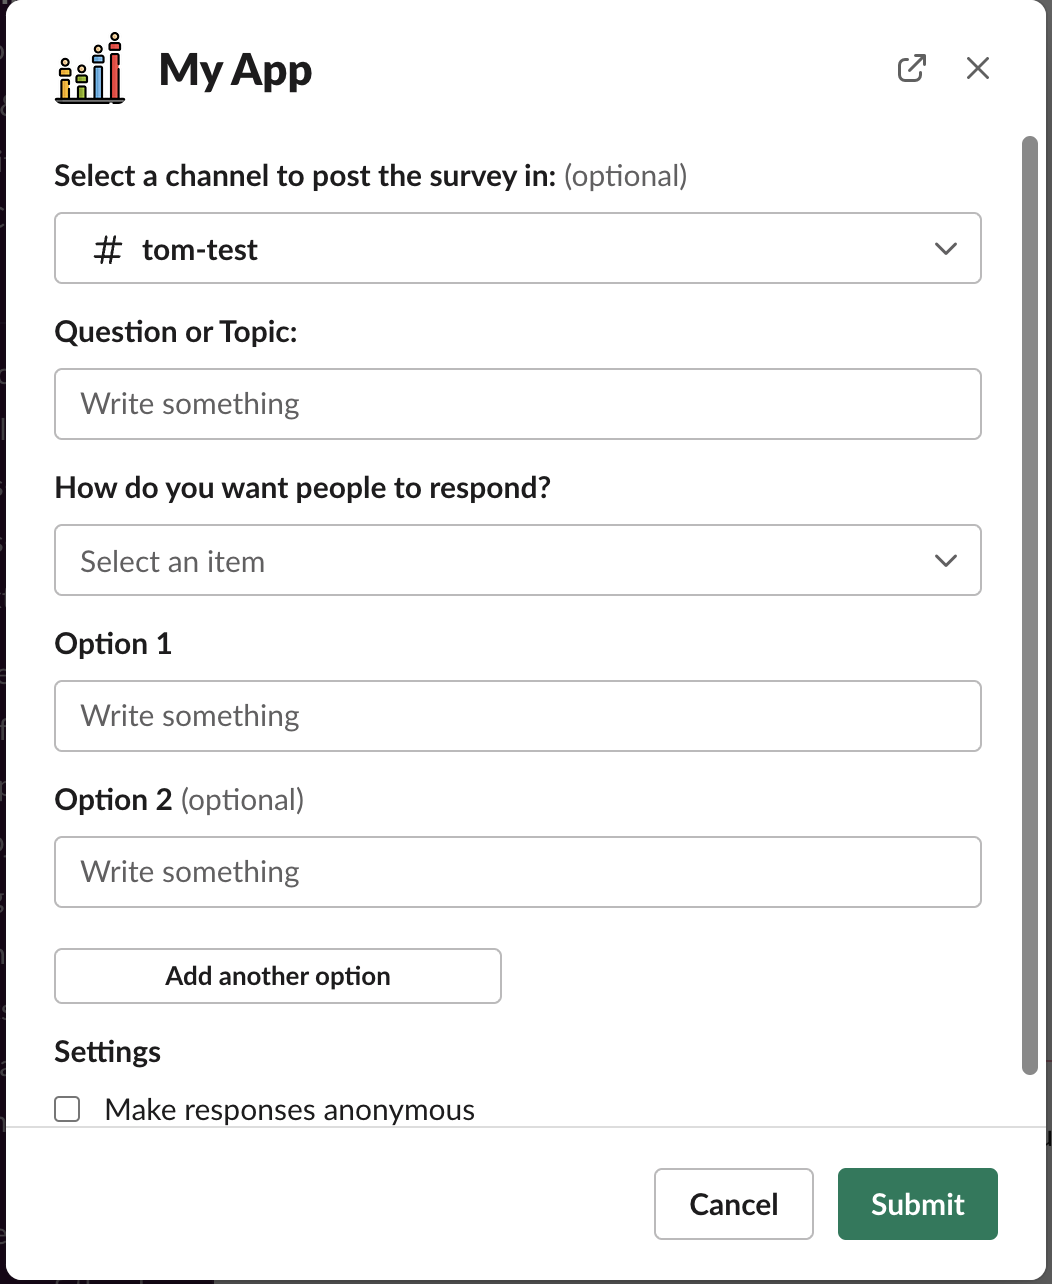 My App
Select a channel to post the survey in: (optional)
# tom-test
Question or Topic:
Write something
How do you want people to respond?
Select an item
Option 1
Write something
Option 2 (optional)
Write something
Add another option
Settings
Make responses anonymous
Cancel
Submit